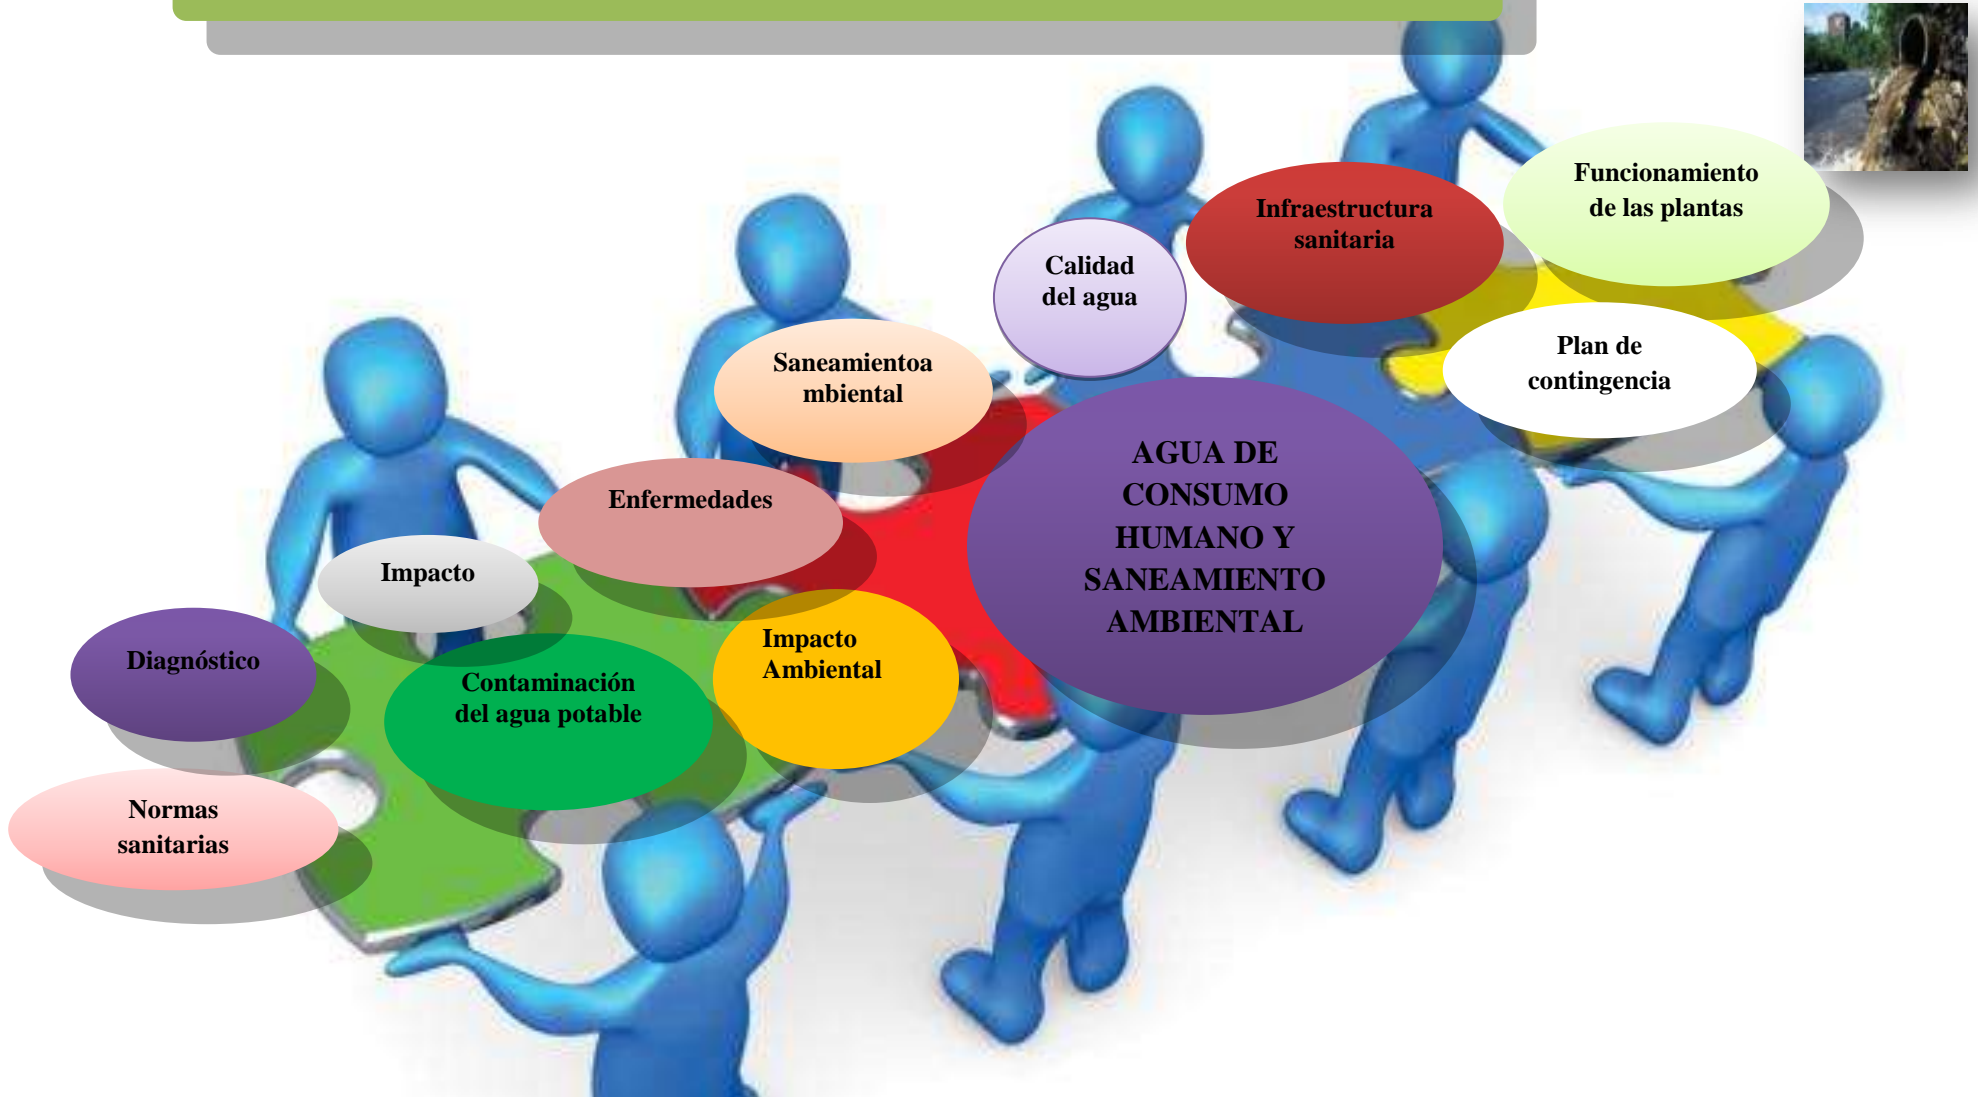 Funcionamiento
de las plantas
Infraestructura
sanitaria
Calidad
del agua
Plan de
contingencia
Saneamientoa
mbiental
AGUA DE
CONSUMO
HUMANO Y
SANEAMIENTO
AMBIENTAL
Enfermedades
Impacto
Impacto
Ambiental
Diagnóstico
Contaminación
del agua potable
Normas
sanitarias